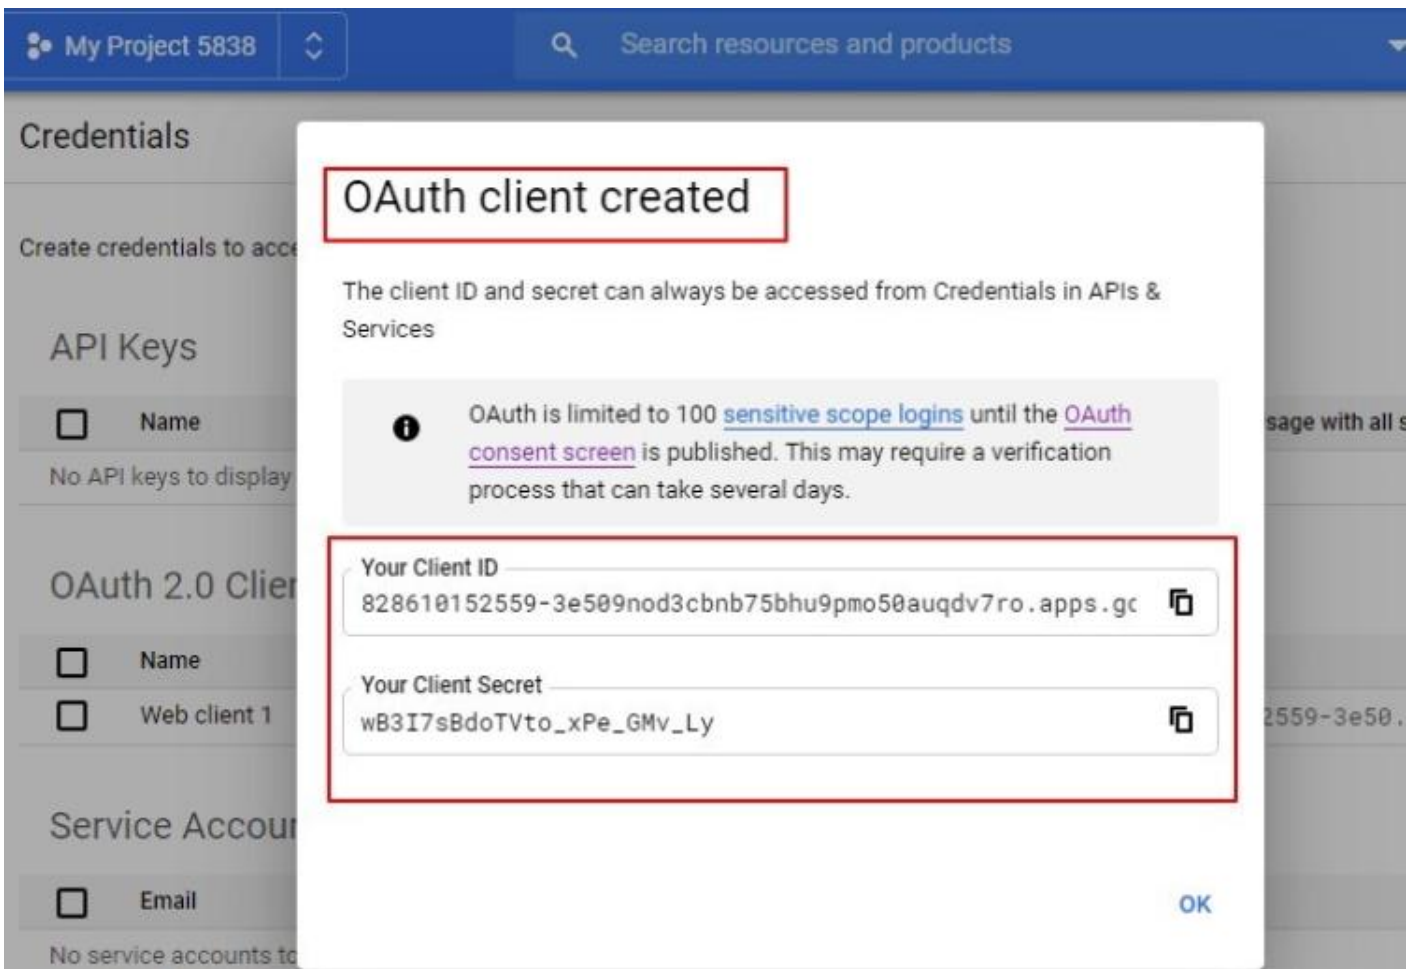 My Project 5838
Search resources and products
Credentials
OAuth client created
Create credentials to acce
The client ID and secret can always be accessed from Credentials in APIs &
Services
API Keys
OAuth is limited to 100 sensitive scope logins until the OAuth
consent screen is published. This may require a verification
process that can take several days.
Name
sage with all s
No API keys to display
Your Client ID
828610152559-3e509nod3cbnb75bhu9pmo50auqdv7ro.apps.gc
OAuth 2.0 Clier
Name
Your Client Secret
wB3I7sBdoTVto_xPe_GMv_Ly
Web client 1
2559-3e50.
Service Accour
Email
OK
No service accounts to